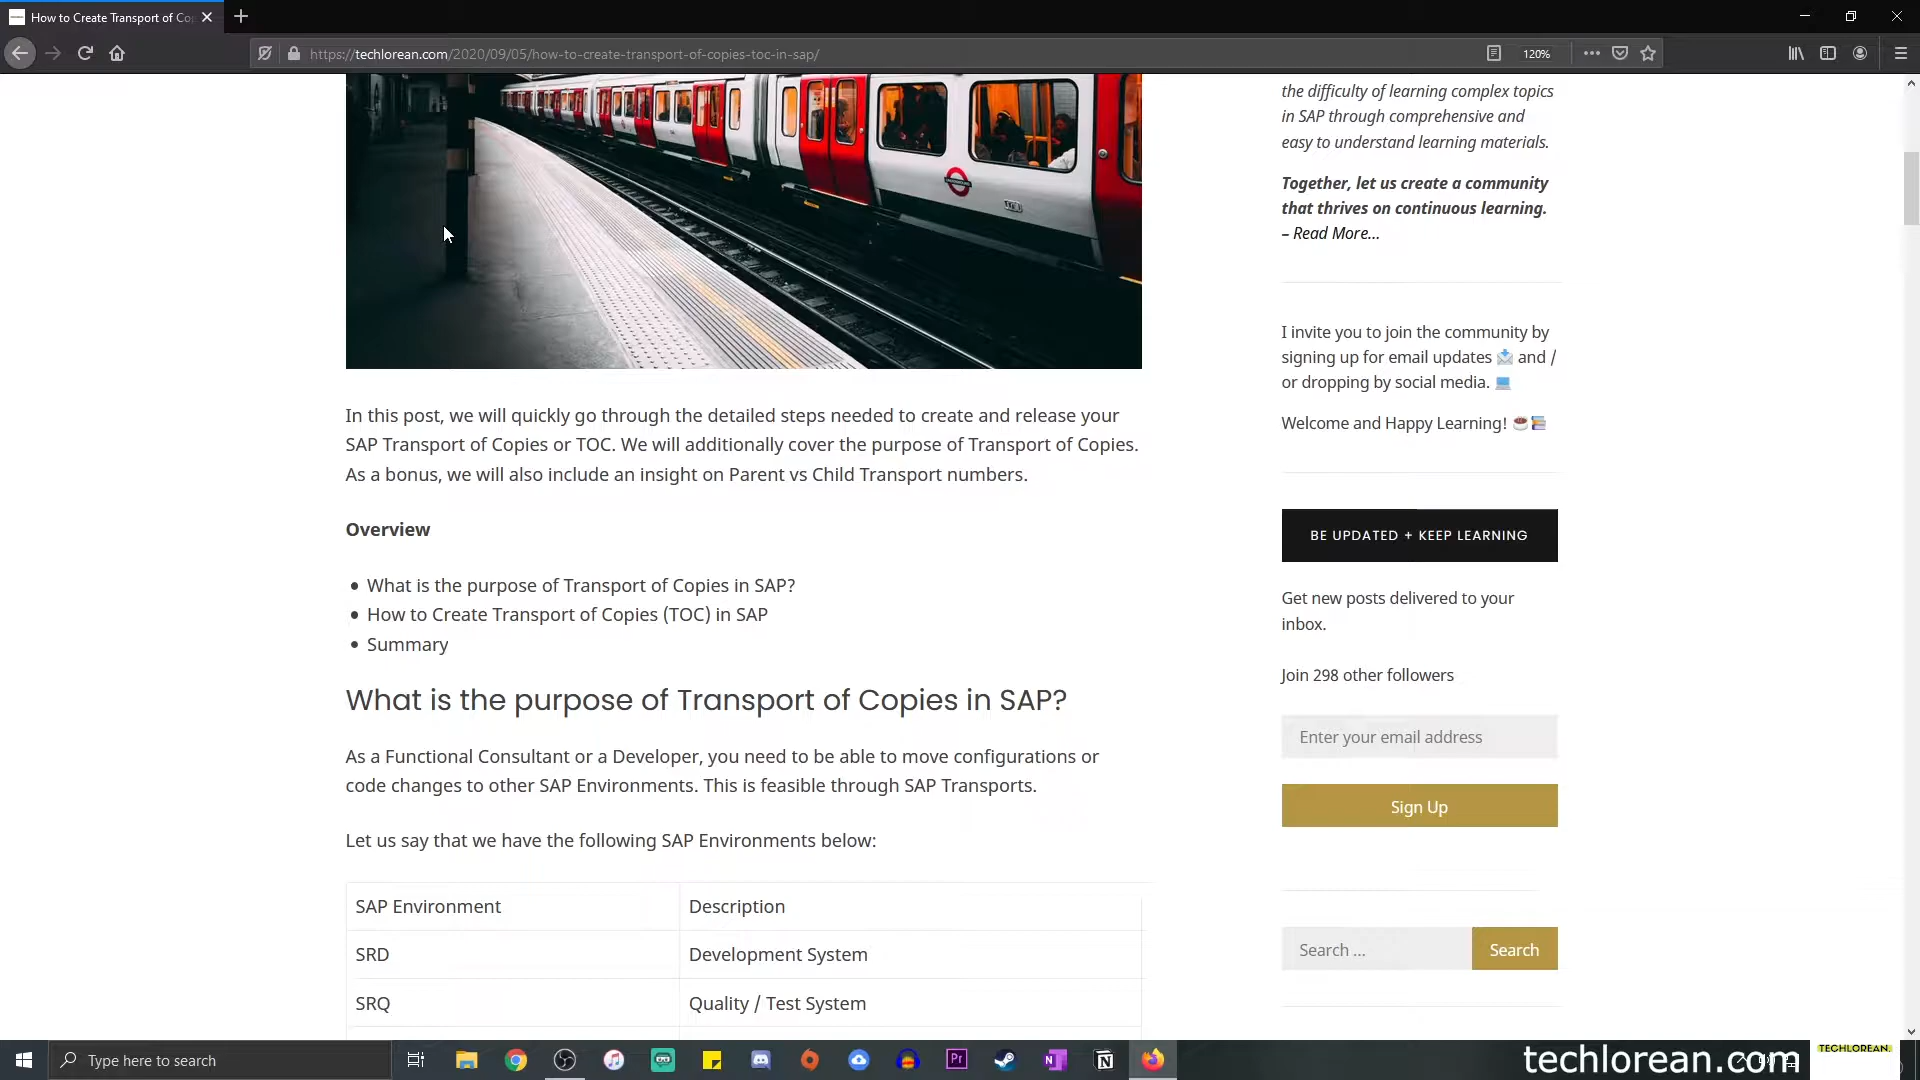 How to Create Transport of Co
https://techlorean.com/2020/09/05/how-to-create-transport-of-copies-toc-in-sap/
120%
In this post, we will quickly go through the detailed steps needed to create and release your
SAP Transport of Copies or TOC. We will additionally cover the purpose of Transport of Copies.
As a bonus, we will also include an insight on Parent vs Child Transport numbers.
Overview
What is the purpose of Transport of Copies in SAP?
How to Create Transport of Copies (TOC) in SAP
Summary
What is the purpose of Transport of Copies in SAP?
As a Functional Consultant or a Developer, you need to be able to move configurations or
code changes to other SAP Environments. This is feasible through SAP Transports.
Let us say that we have the following SAP Environments below:
SAP Environment Description
SRD Development System
SRQ Quality / Test System
the difficulty of learning complex topics
in SAP through comprehensive and
easy to understand learning materials.
Together, let us create a community
that thrives on continuous learning.
– Read More...
I invite you to join the community by
signing up for email updates 📩 and /
or dropping by social media. 💻
Welcome and Happy Learning! ☕📚
BE UPDATED + KEEP LEARNING
Get new posts delivered to your
inbox.
Join 298 other followers
Enter your email address
Sign Up
Search ... Search
Type here to search
Pr
techlorean.com
TECHLOREAN.